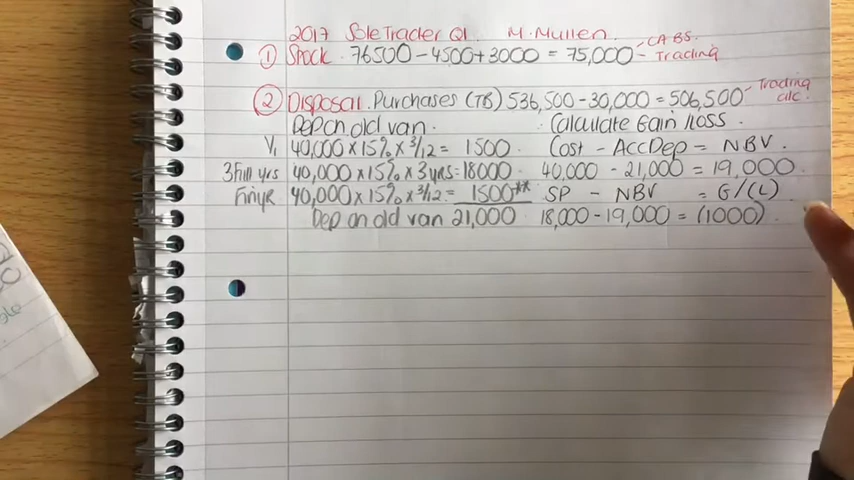 2017 Sole Trader Q1. M. Mullen.
① Stock. 76500 - 4500 + 3000 = 75,000 - CA BS. - Trading
② Disposal. Purchases (TB) 536,500 - 30,000 = 506,500 - Trading calc.
Dep on old van. Calculate Gain/loss.
Y1 40,000 x 15% x 3/12 = 1500 Cost - Acc Dep = NBV.
3 Full yrs 40,000 x 15% x 3yrs = 18000 40,000 - 21,000 = 19,000
Fin yR 40,000 x 15% x 3/12 = 1500** SP - NBV = G/(L)
Dep on old van 21,000 18,000 - 19,000 = (1000)